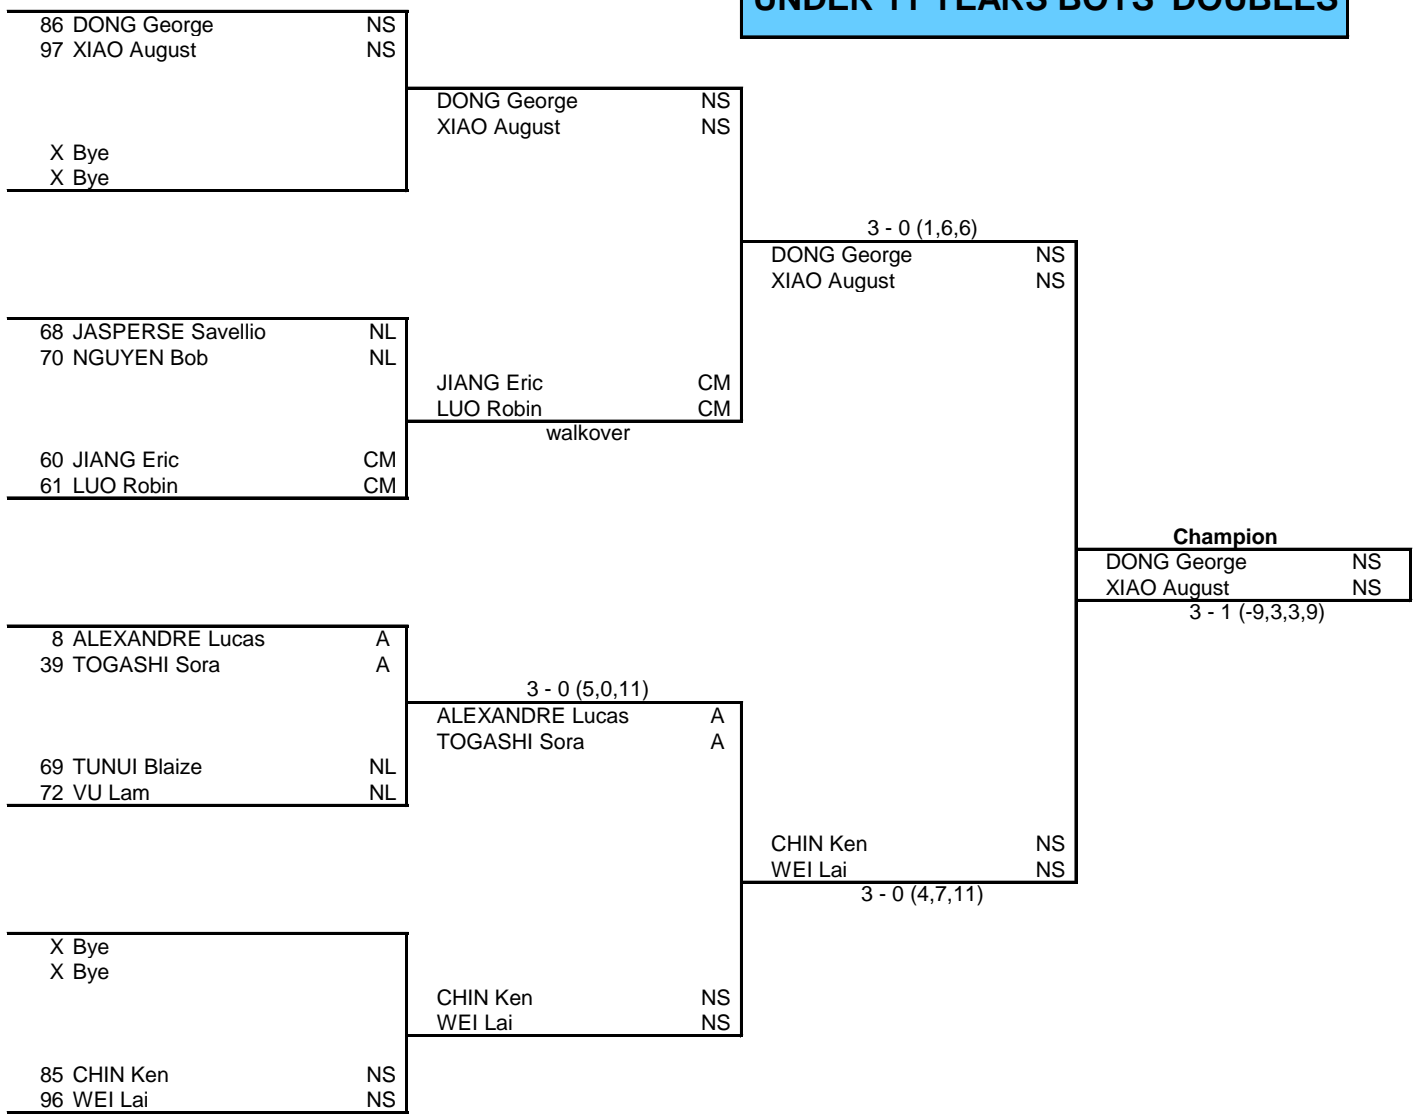 UNDER 11 YEARS BOYS' DOUBLES
86 DONG George NS
97 XIAO August NS
X Bye
X Bye
68 JASPERSE Savellio NL
70 NGUYEN Bob NL
60 JIANG Eric CM
61 LUO Robin CM
8 ALEXANDRE Lucas A
39 TOGASHI Sora A
69 TUNUI Blaize NL
72 VU Lam NL
X Bye
X Bye
85 CHIN Ken NS
96 WEI Lai NS
DONG George NS
XIAO August NS
JIANG Eric CM
LUO Robin CM
walkover
3 - 0 (5,0,11)
ALEXANDRE Lucas A
TOGASHI Sora A
CHIN Ken NS
WEI Lai NS
3 - 0 (1,6,6)
DONG George NS
XIAO August NS
CHIN Ken NS
WEI Lai NS
3 - 0 (4,7,11)
Champion
DONG George NS
XIAO August NS
3 - 1 (-9,3,3,9)